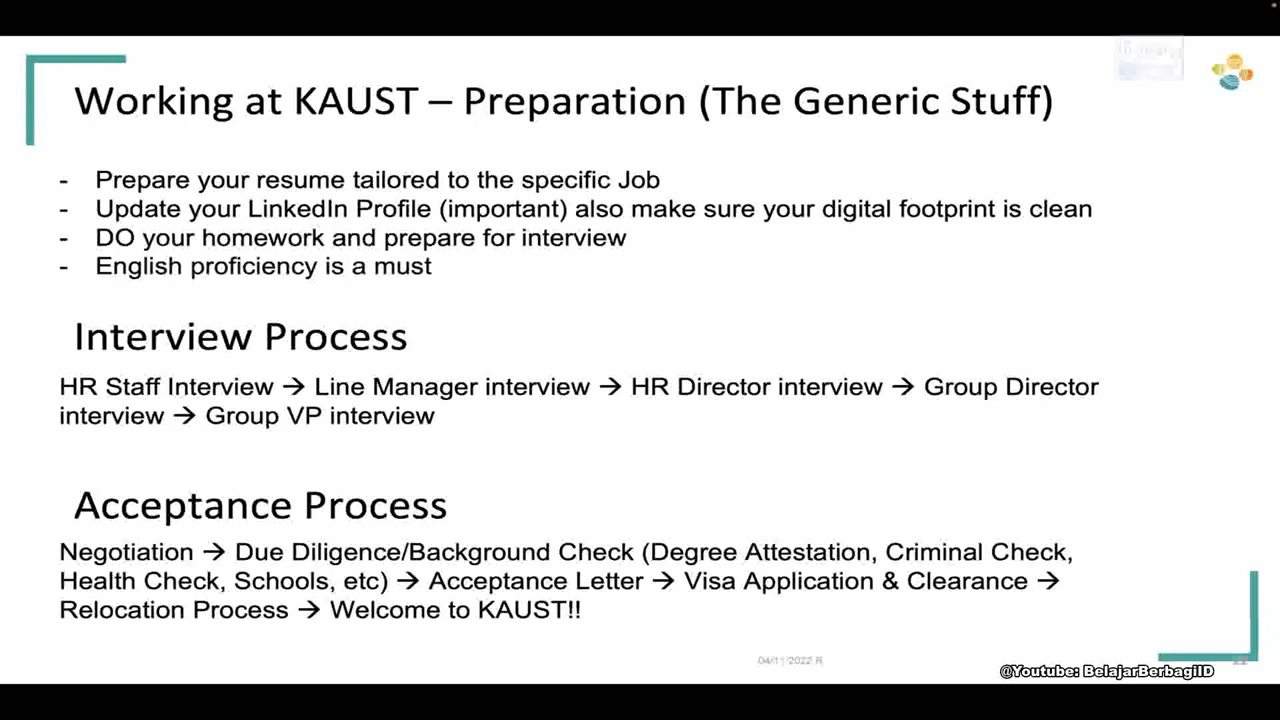 Working at KAUST – Preparation (The Generic Stuff)
- Prepare your resume tailored to the specific Job
- Update your LinkedIn Profile (important) also make sure your digital footprint is clean
- DO your homework and prepare for interview
- English proficiency is a must
Interview Process
HR Staff Interview → Line Manager interview → HR Director interview → Group Director
interview → Group VP interview
Acceptance Process
Negotiation → Due Diligence/Background Check (Degree Attestation, Criminal Check,
Health Check, Schools, etc) → Acceptance Letter → Visa Application & Clearance →
Relocation Process → Welcome to KAUST!!
04/11/2022
@Youtube: BelajarBerbagiID